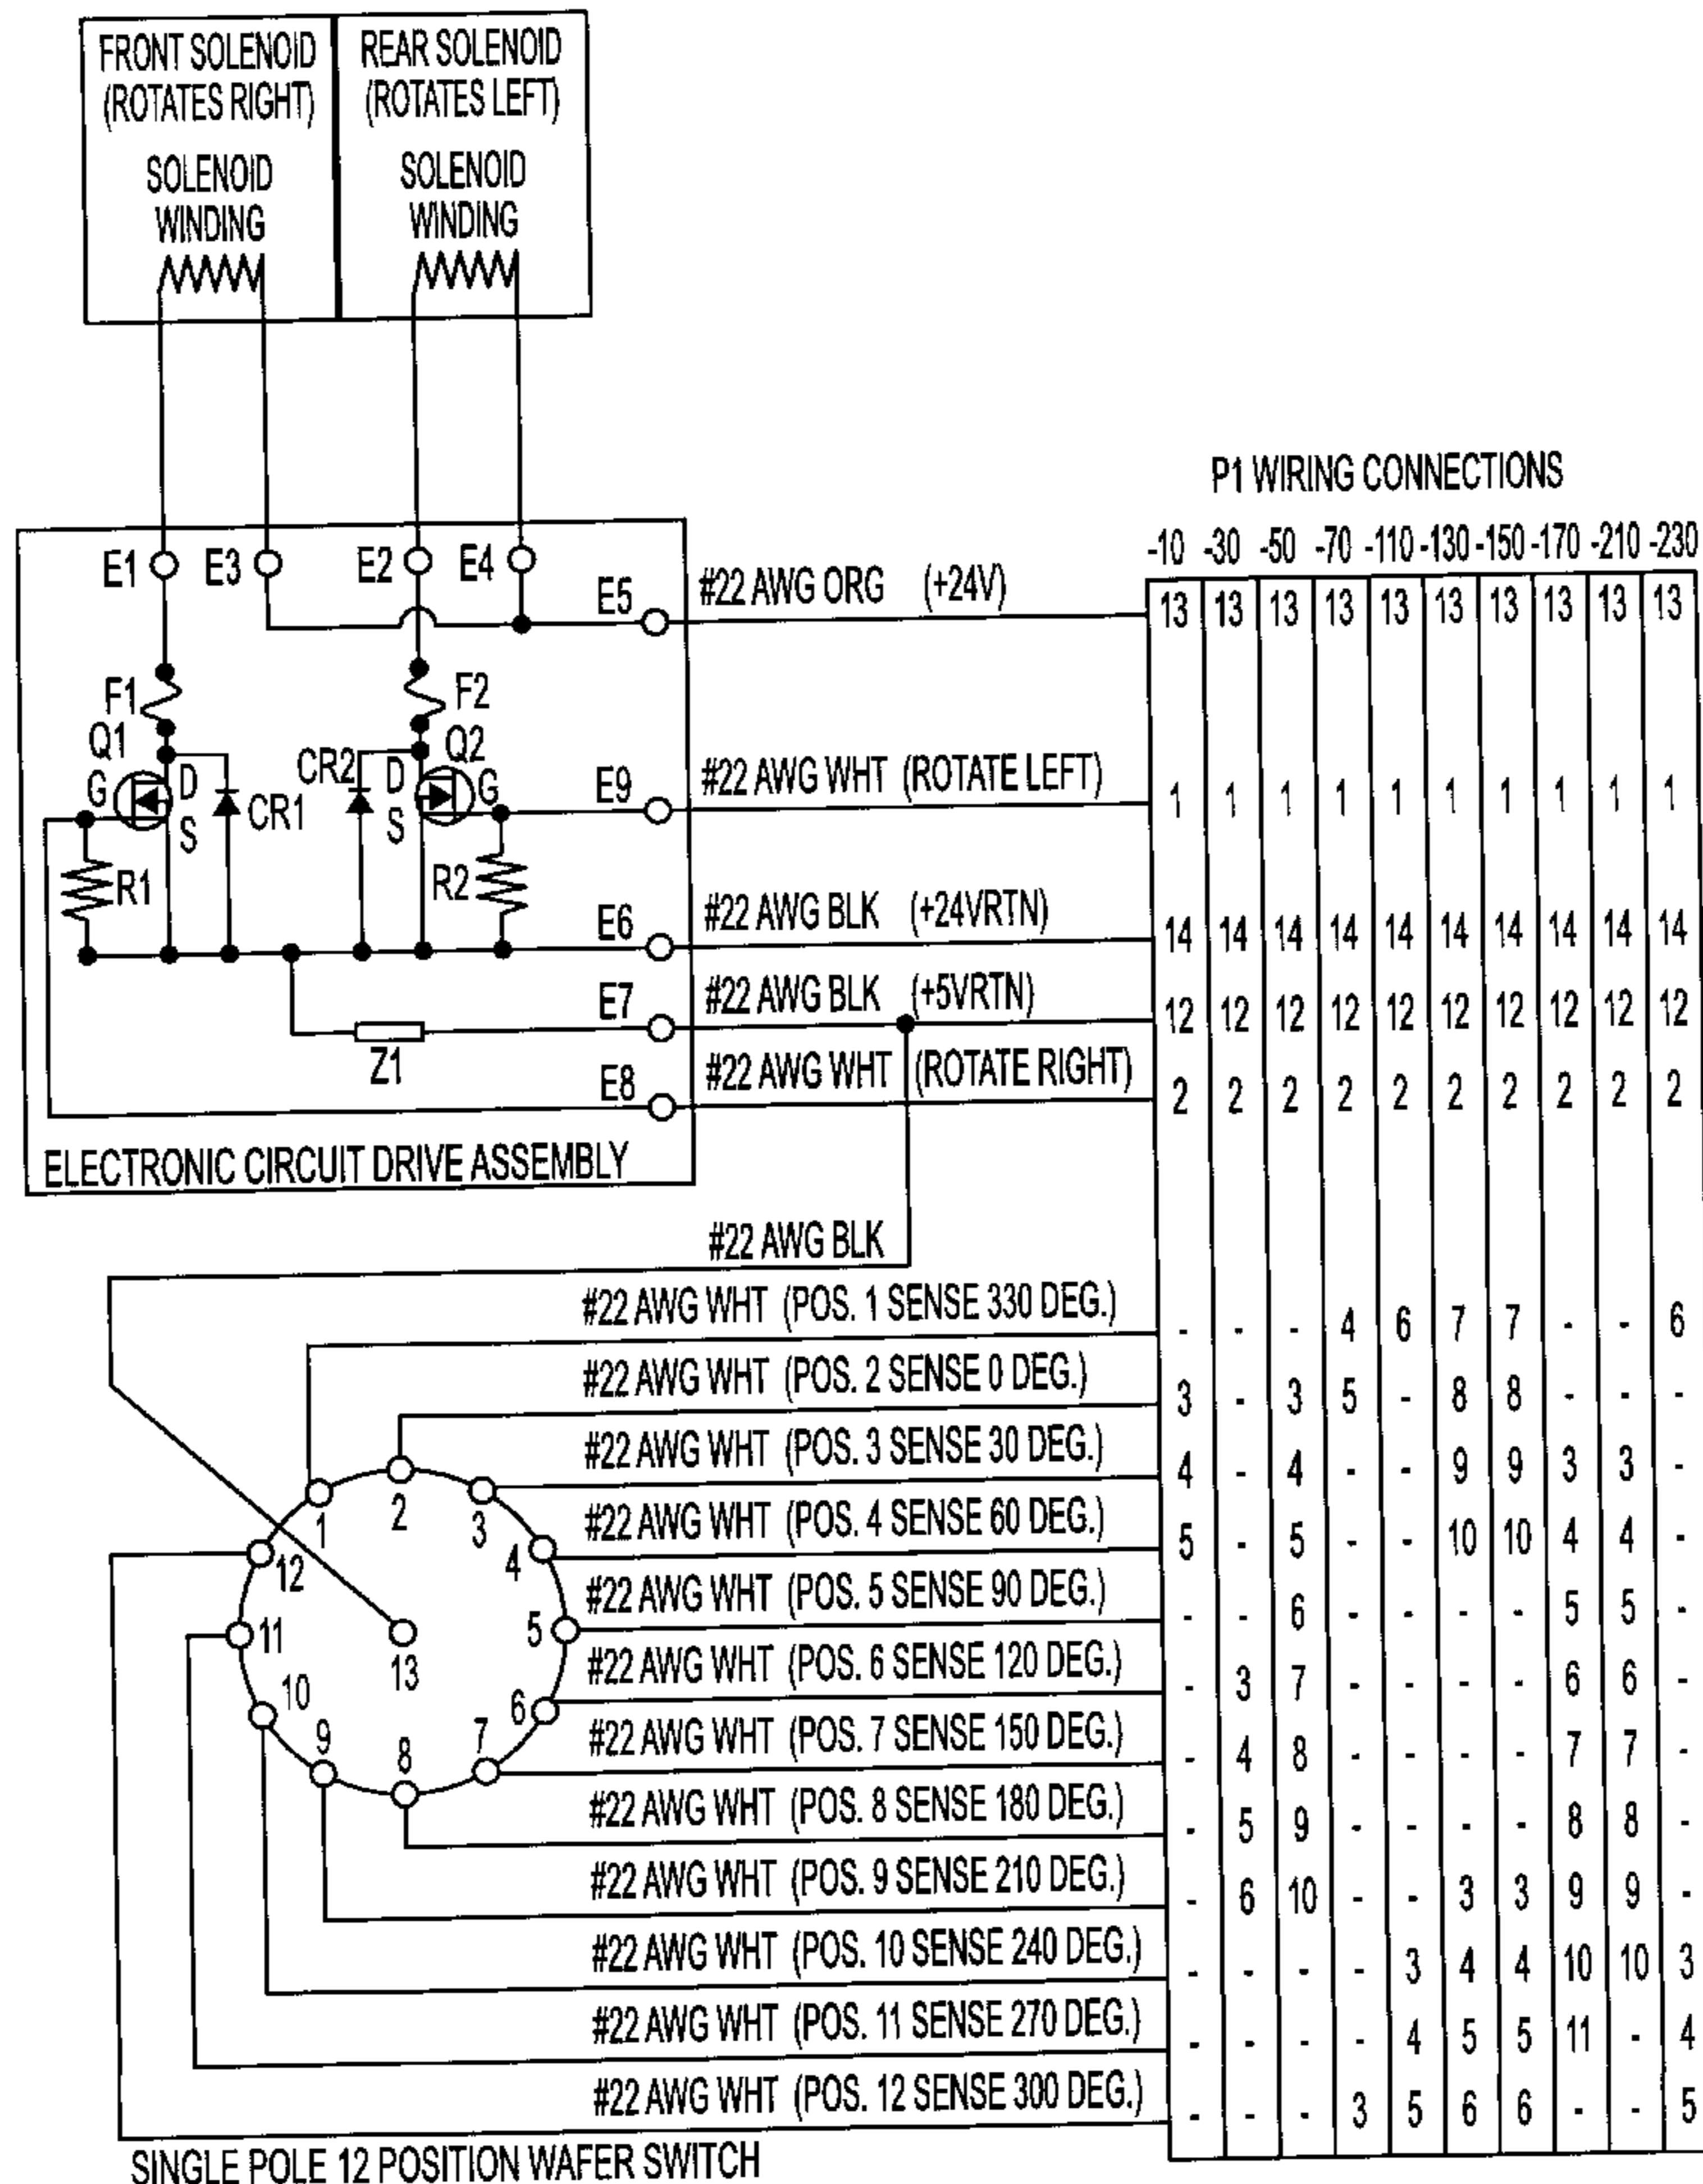 FRONT SOLENOID
(ROTATES RIGHT)
SOLENOID
WINDING
REAR SOLENOID
(ROTATES LEFT)
SOLENOID
WINDING
P1 WIRING CONNECTIONS
-10 -30 -50 -70 -110 -130 -150 -170 -210 -230
E1 E3 E2 E4
E5 #22 AWG ORG (+24V) 13 13 13 13 13 13 13 13 13 13
F1 F2
Q1 Q2
G D S CR1
CR2 D S G
E9 #22 AWG WHT (ROTATE LEFT) 1 1 1 1 1 1 1 1 1 1
R1 R2
E6 #22 AWG BLK (+24VRTN) 14 14 14 14 14 14 14 14 14 14
E7 #22 AWG BLK (+5VRTN) 12 12 12 12 12 12 12 12 12 12
Z1
E8 #22 AWG WHT (ROTATE RIGHT) 2 2 2 2 2 2 2 2 2 2
ELECTRONIC CIRCUIT DRIVE ASSEMBLY
#22 AWG BLK
#22 AWG WHT (POS. 1 SENSE 330 DEG.) - - - 4 6 7 7 - - 6
#22 AWG WHT (POS. 2 SENSE 0 DEG.) 3 - 3 5 - 8 8 - - -
#22 AWG WHT (POS. 3 SENSE 30 DEG.) 4 - 4 - - 9 9 3 3 -
#22 AWG WHT (POS. 4 SENSE 60 DEG.) 5 - 5 - - 10 10 4 4 -
#22 AWG WHT (POS. 5 SENSE 90 DEG.) - - 6 - - - - 5 5 -
#22 AWG WHT (POS. 6 SENSE 120 DEG.) - 3 7 - - - - 6 6 -
#22 AWG WHT (POS. 7 SENSE 150 DEG.) - 4 8 - - - - 7 7 -
#22 AWG WHT (POS. 8 SENSE 180 DEG.) - 5 9 - - - - 8 8 -
#22 AWG WHT (POS. 9 SENSE 210 DEG.) - 6 10 - - 3 3 9 9 -
#22 AWG WHT (POS. 10 SENSE 240 DEG.) - - - - 3 4 4 10 10 3
#22 AWG WHT (POS. 11 SENSE 270 DEG.) - - - - 4 5 5 11 - 4
#22 AWG WHT (POS. 12 SENSE 300 DEG.) - - - 3 5 6 6 - - 5
1 2 3 4 5 6 7 8 9 10 11 12 13
SINGLE POLE 12 POSITION WAFER SWITCH